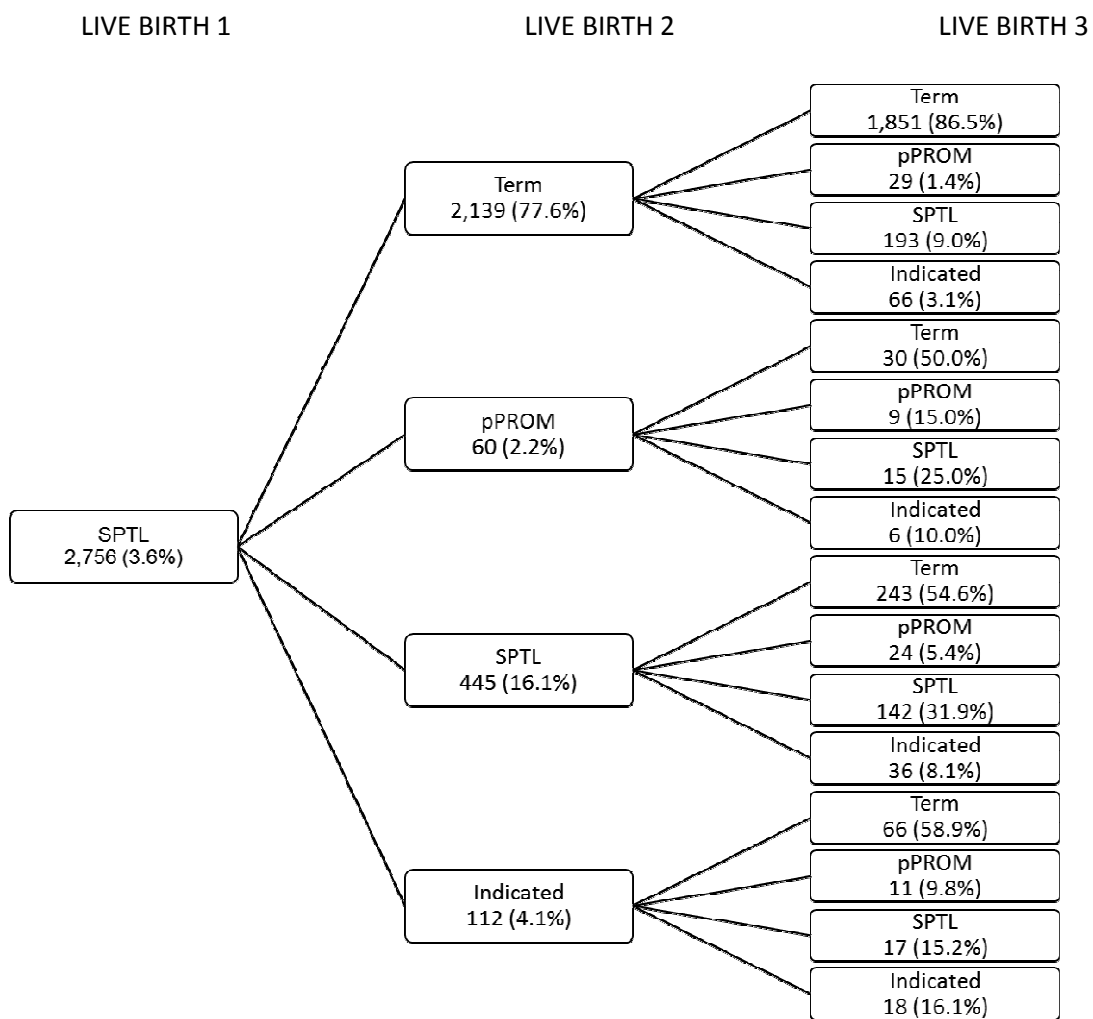 LIVE BIRTH 1
LIVE BIRTH 2
LIVE BIRTH 3
SPTL
2,756 (3.6%)
Term
2,139 (77.6%)
Term
1,851 (86.5%)
pPROM
29 (1.4%)
SPTL
193 (9.0%)
Indicated
66 (3.1%)
pPROM
60 (2.2%)
Term
30 (50.0%)
pPROM
9 (15.0%)
SPTL
15 (25.0%)
Indicated
6 (10.0%)
SPTL
445 (16.1%)
Term
243 (54.6%)
pPROM
24 (5.4%)
SPTL
142 (31.9%)
Indicated
36 (8.1%)
Indicated
112 (4.1%)
Term
66 (58.9%)
pPROM
11 (9.8%)
SPTL
17 (15.2%)
Indicated
18 (16.1%)